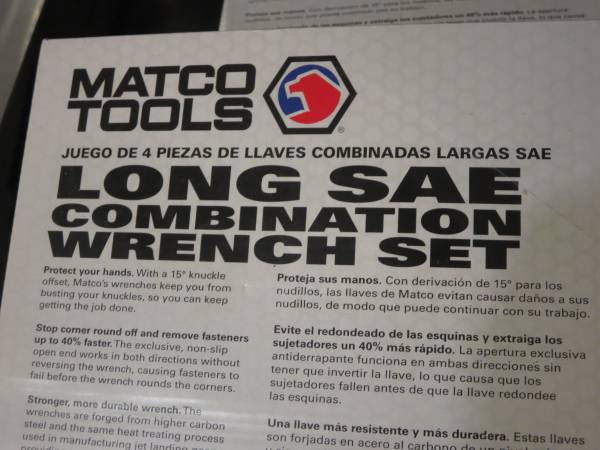 MATCO
TOOLS
®
JUEGO DE 4 PIEZAS DE LLAVES COMBINADAS LARGAS SAE
LONG SAE
COMBINATION
WRENCH SET
Protect your hands. With a 15° knuckle
offset, Matco's wrenches keep you from
busting your knuckles, so you can keep
getting the job done.
Stop corner round off and remove fasteners
up to 40% faster. The exclusive, non-slip
open end works in both directions without
reversing the wrench, causing fasteners to
fail before the wrench rounds the corners.
Stronger, more durable wrench. The
wrenches are forged from higher carbon
steel and the same heat treating process
used in manufacturing jet landing
Proteja sus manos. Con derivación de 15° para los
nudillos, las llaves de Matco evitan causar daños a sus
nudillos, de modo que puede continuar con su trabajo.
Evite el redondeado de las esquinas y extraiga los
sujetadores un 40% más rápido. La apertura exclusiva
antiderrapante funciona en ambas direcciones sin
tener que invertir la llave, lo que causa que los
sujetadores fallen antes de que la llave redondee
las esquinas.
Una llave más resistente y más duradera. Estas llaves
son forjadas en acero al carbono de un